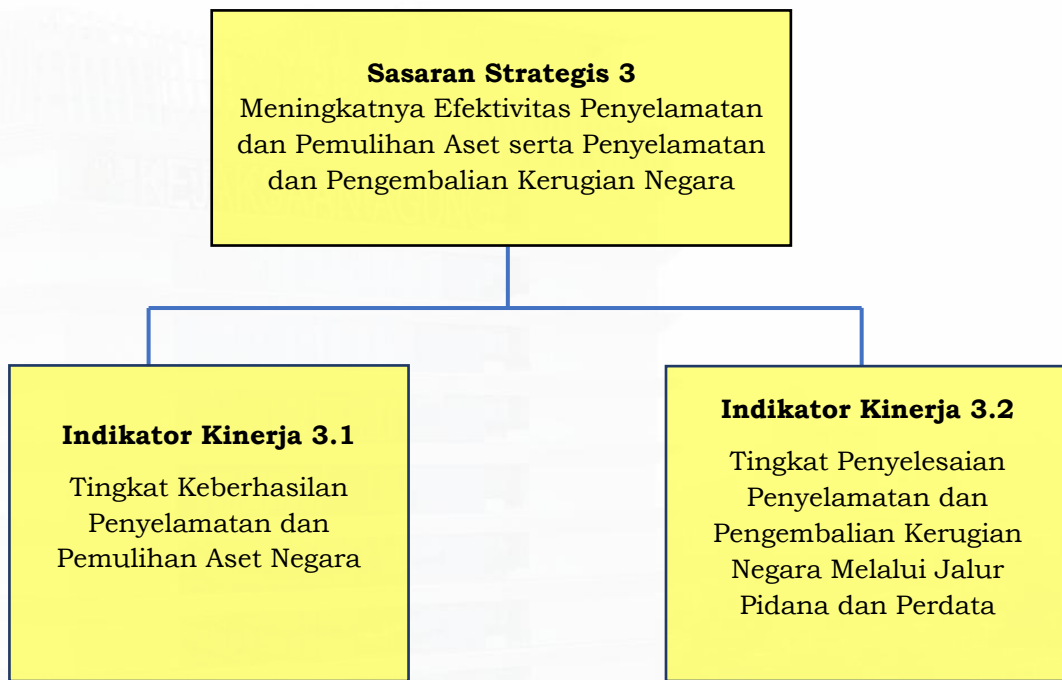 Sasaran Strategis 3
Meningkatnya Efektivitas Penyelamatan
dan Pemulihan Aset serta Penyelamatan
dan Pengembalian Kerugian Negara
Indikator Kinerja 3.1
Tingkat Keberhasilan
Penyelamatan dan
Pemulihan Aset Negara
Indikator Kinerja 3.2
Tingkat Penyelesaian
Penyelamatan dan
Pengembalian Kerugian
Negara Melalui Jalur
Pidana dan Perdata